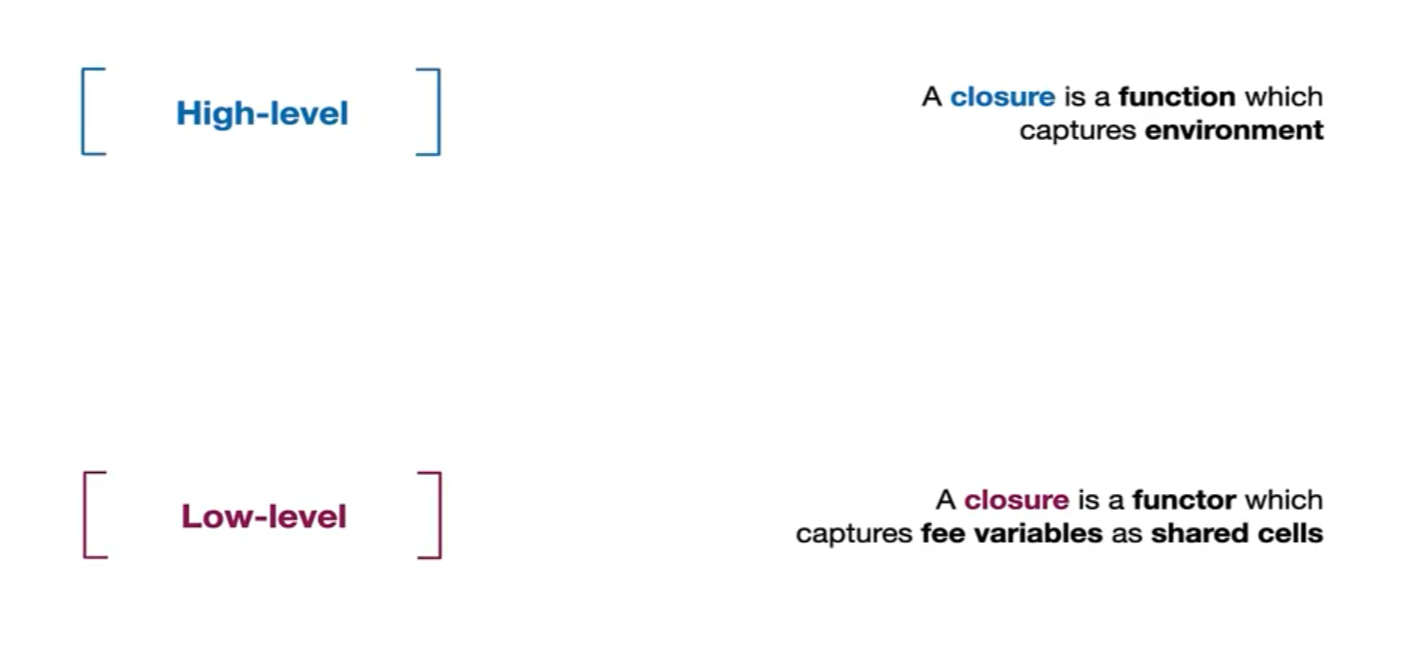 High-level
A closure is a function which
captures environment
Low-level
A closure is a functor which
captures fee variables as shared cells